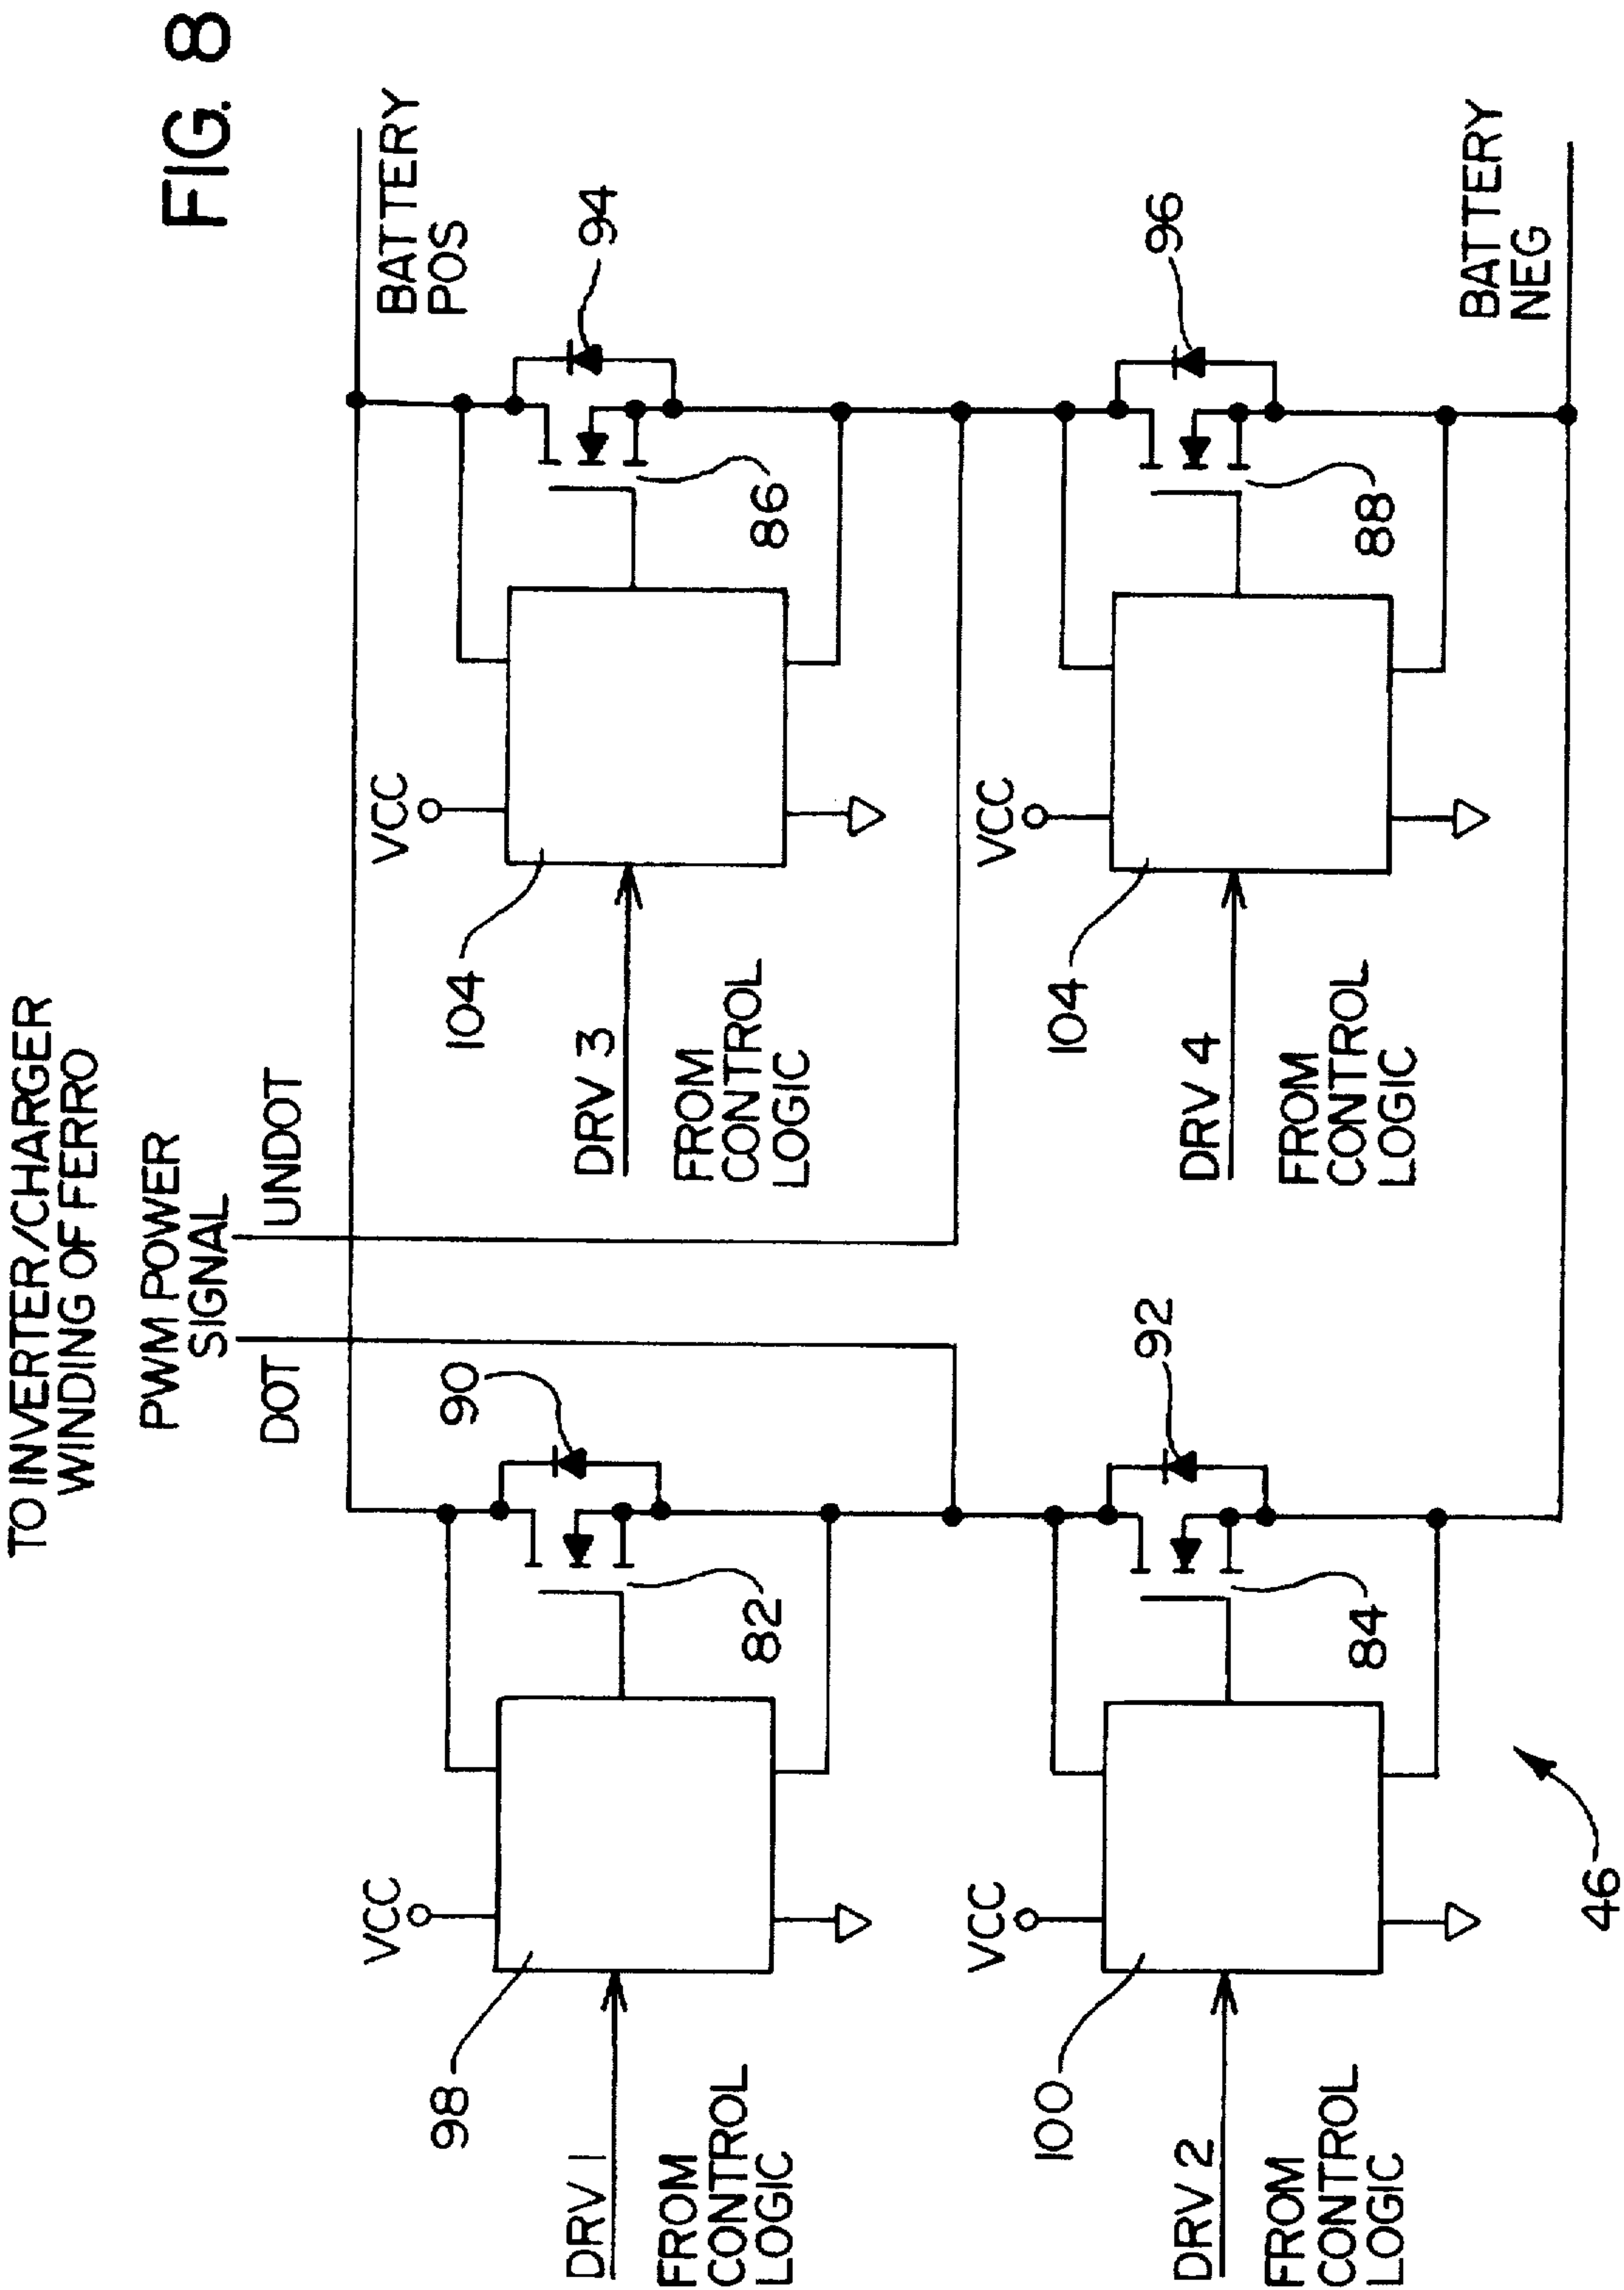 FIG. 8
TO INVERTER/CHARGER
WINDING OF FERRO
PWM POWER
SIGNAL
DOT
UNDOT
BATTERY
POS
VCC
98
DRV 1
FROM
CONTROL
LOGIC
90
82
VCC
104
DRV 3
FROM
CONTROL
LOGIC
94
86
VCC
100
DRV 2
FROM
CONTROL
LOGIC
92
84
VCC
104
DRV 4
FROM
CONTROL
LOGIC
96
88
BATTERY
NEG
46